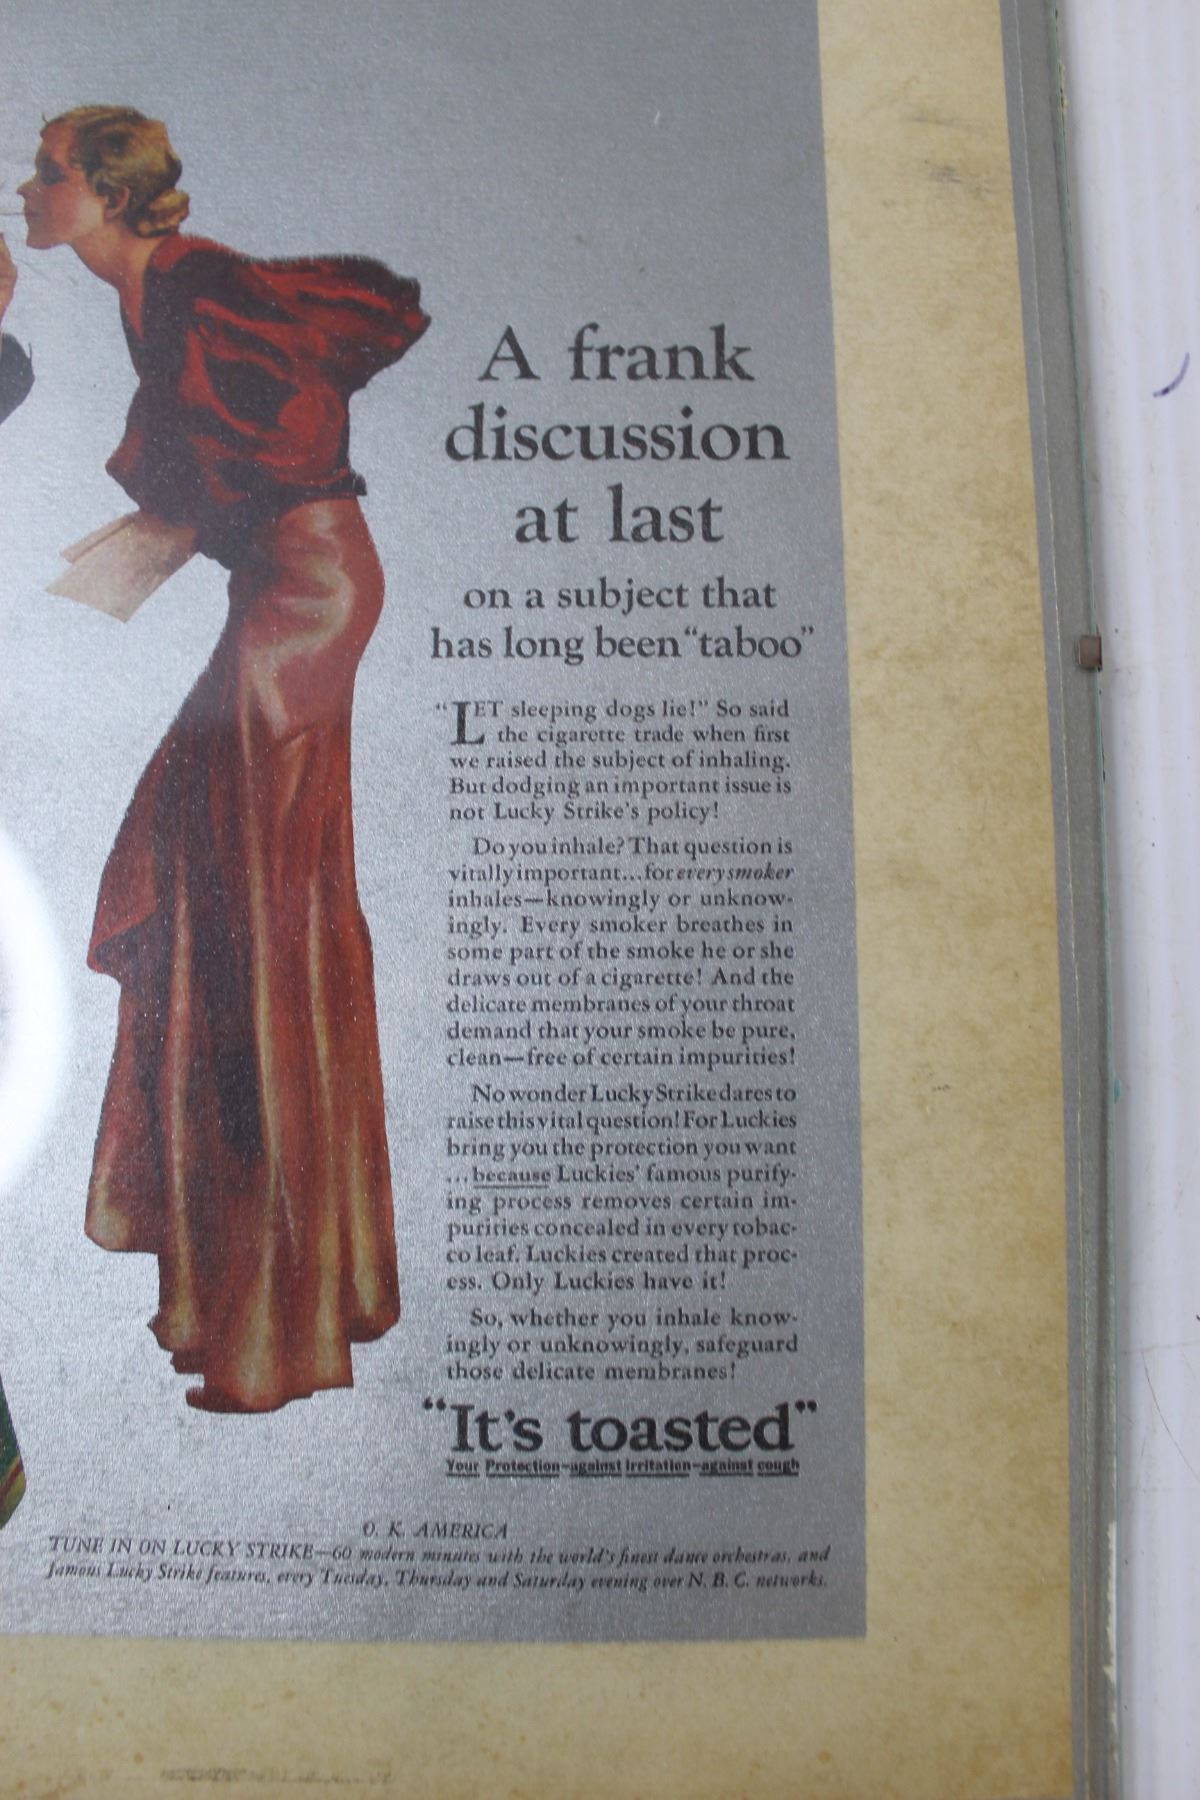 A frank
discussion
at last
on a subject that
has long been "taboo"
"LET sleeping dogs lie!" So said
the cigarette trade when first
we raised the subject of inhaling.
But dodging an important issue is
not Lucky Strike's policy!
Do you inhale? That question is
vitally important...for every smoker
inhales—knowingly or unknow-
ingly. Every smoker breathes in
some part of the smoke he or she
draws out of a cigarette! And the
delicate membranes of your throat
demand that your smoke be pure,
clean—free of certain impurities!
No wonder Lucky Strike dares to
raise this vital question! For Luckies
bring you the protection you want
...because Luckies' famous purify-
ing process removes certain im-
purities concealed in every tobac-
co leaf. Luckies created that proc-
ess. Only Luckies have it!
So, whether you inhale know-
ingly or unknowingly, safeguard
those delicate membranes!
"It's toasted"
Your Protection—against irritation—against cough
O. K. AMERICA
TUNE IN ON LUCKY STRIKE—60 modern minutes with the world's finest dance orchestras, and
famous Lucky Strike features, every Tuesday, Thursday and Saturday evening over N. B. C. networks.